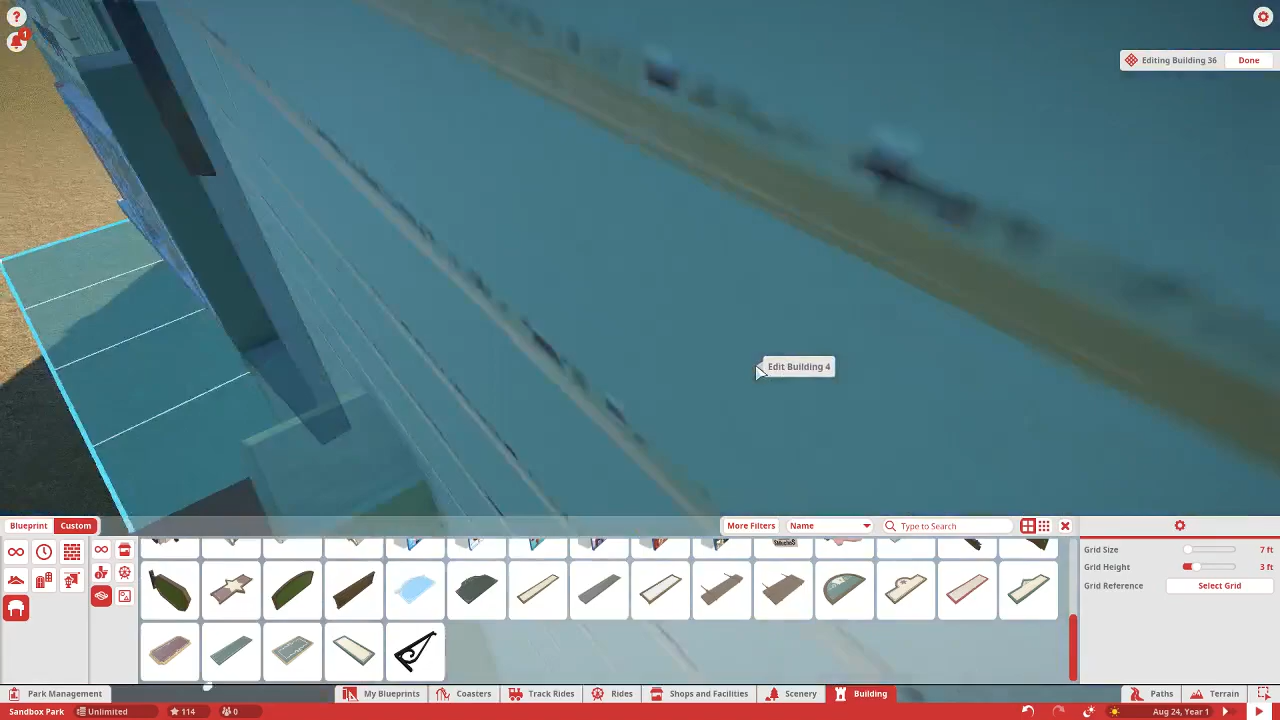 ?
1
Editing Building 36
Done
Edit Building 4
Blueprint
Custom
More Filters
Name
Type to Search
Grid Size
7 ft
Grid Height
3 ft
Grid Reference
Select Grid
Park Management
My Blueprints
Coasters
Track Rides
Rides
Shops and Facilities
Scenery
Building
Paths
Terrain
Sandbox Park
Unlimited
114
0
Aug 24, Year 1